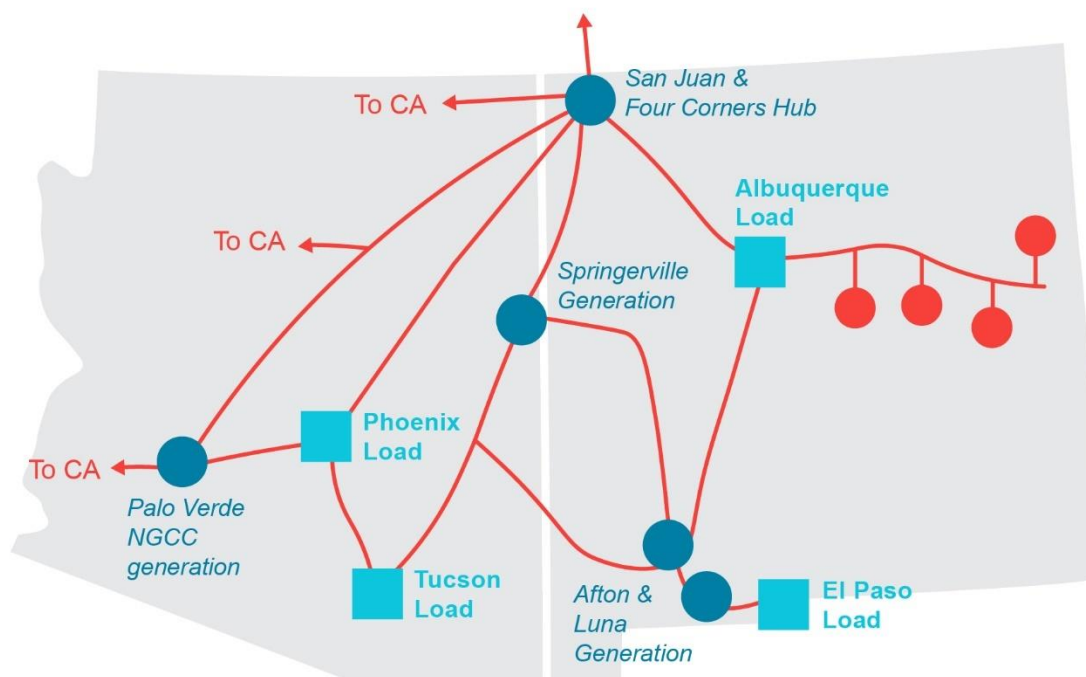 San Juan &
Four Corners Hub
To CA
Albuquerque
Load
To CA
Springerville
Generation
Phoenix
Load
To CA
Palo Verde
NGCC
generation
Tucson
Load
Afton &
Luna
Generation
El Paso
Load